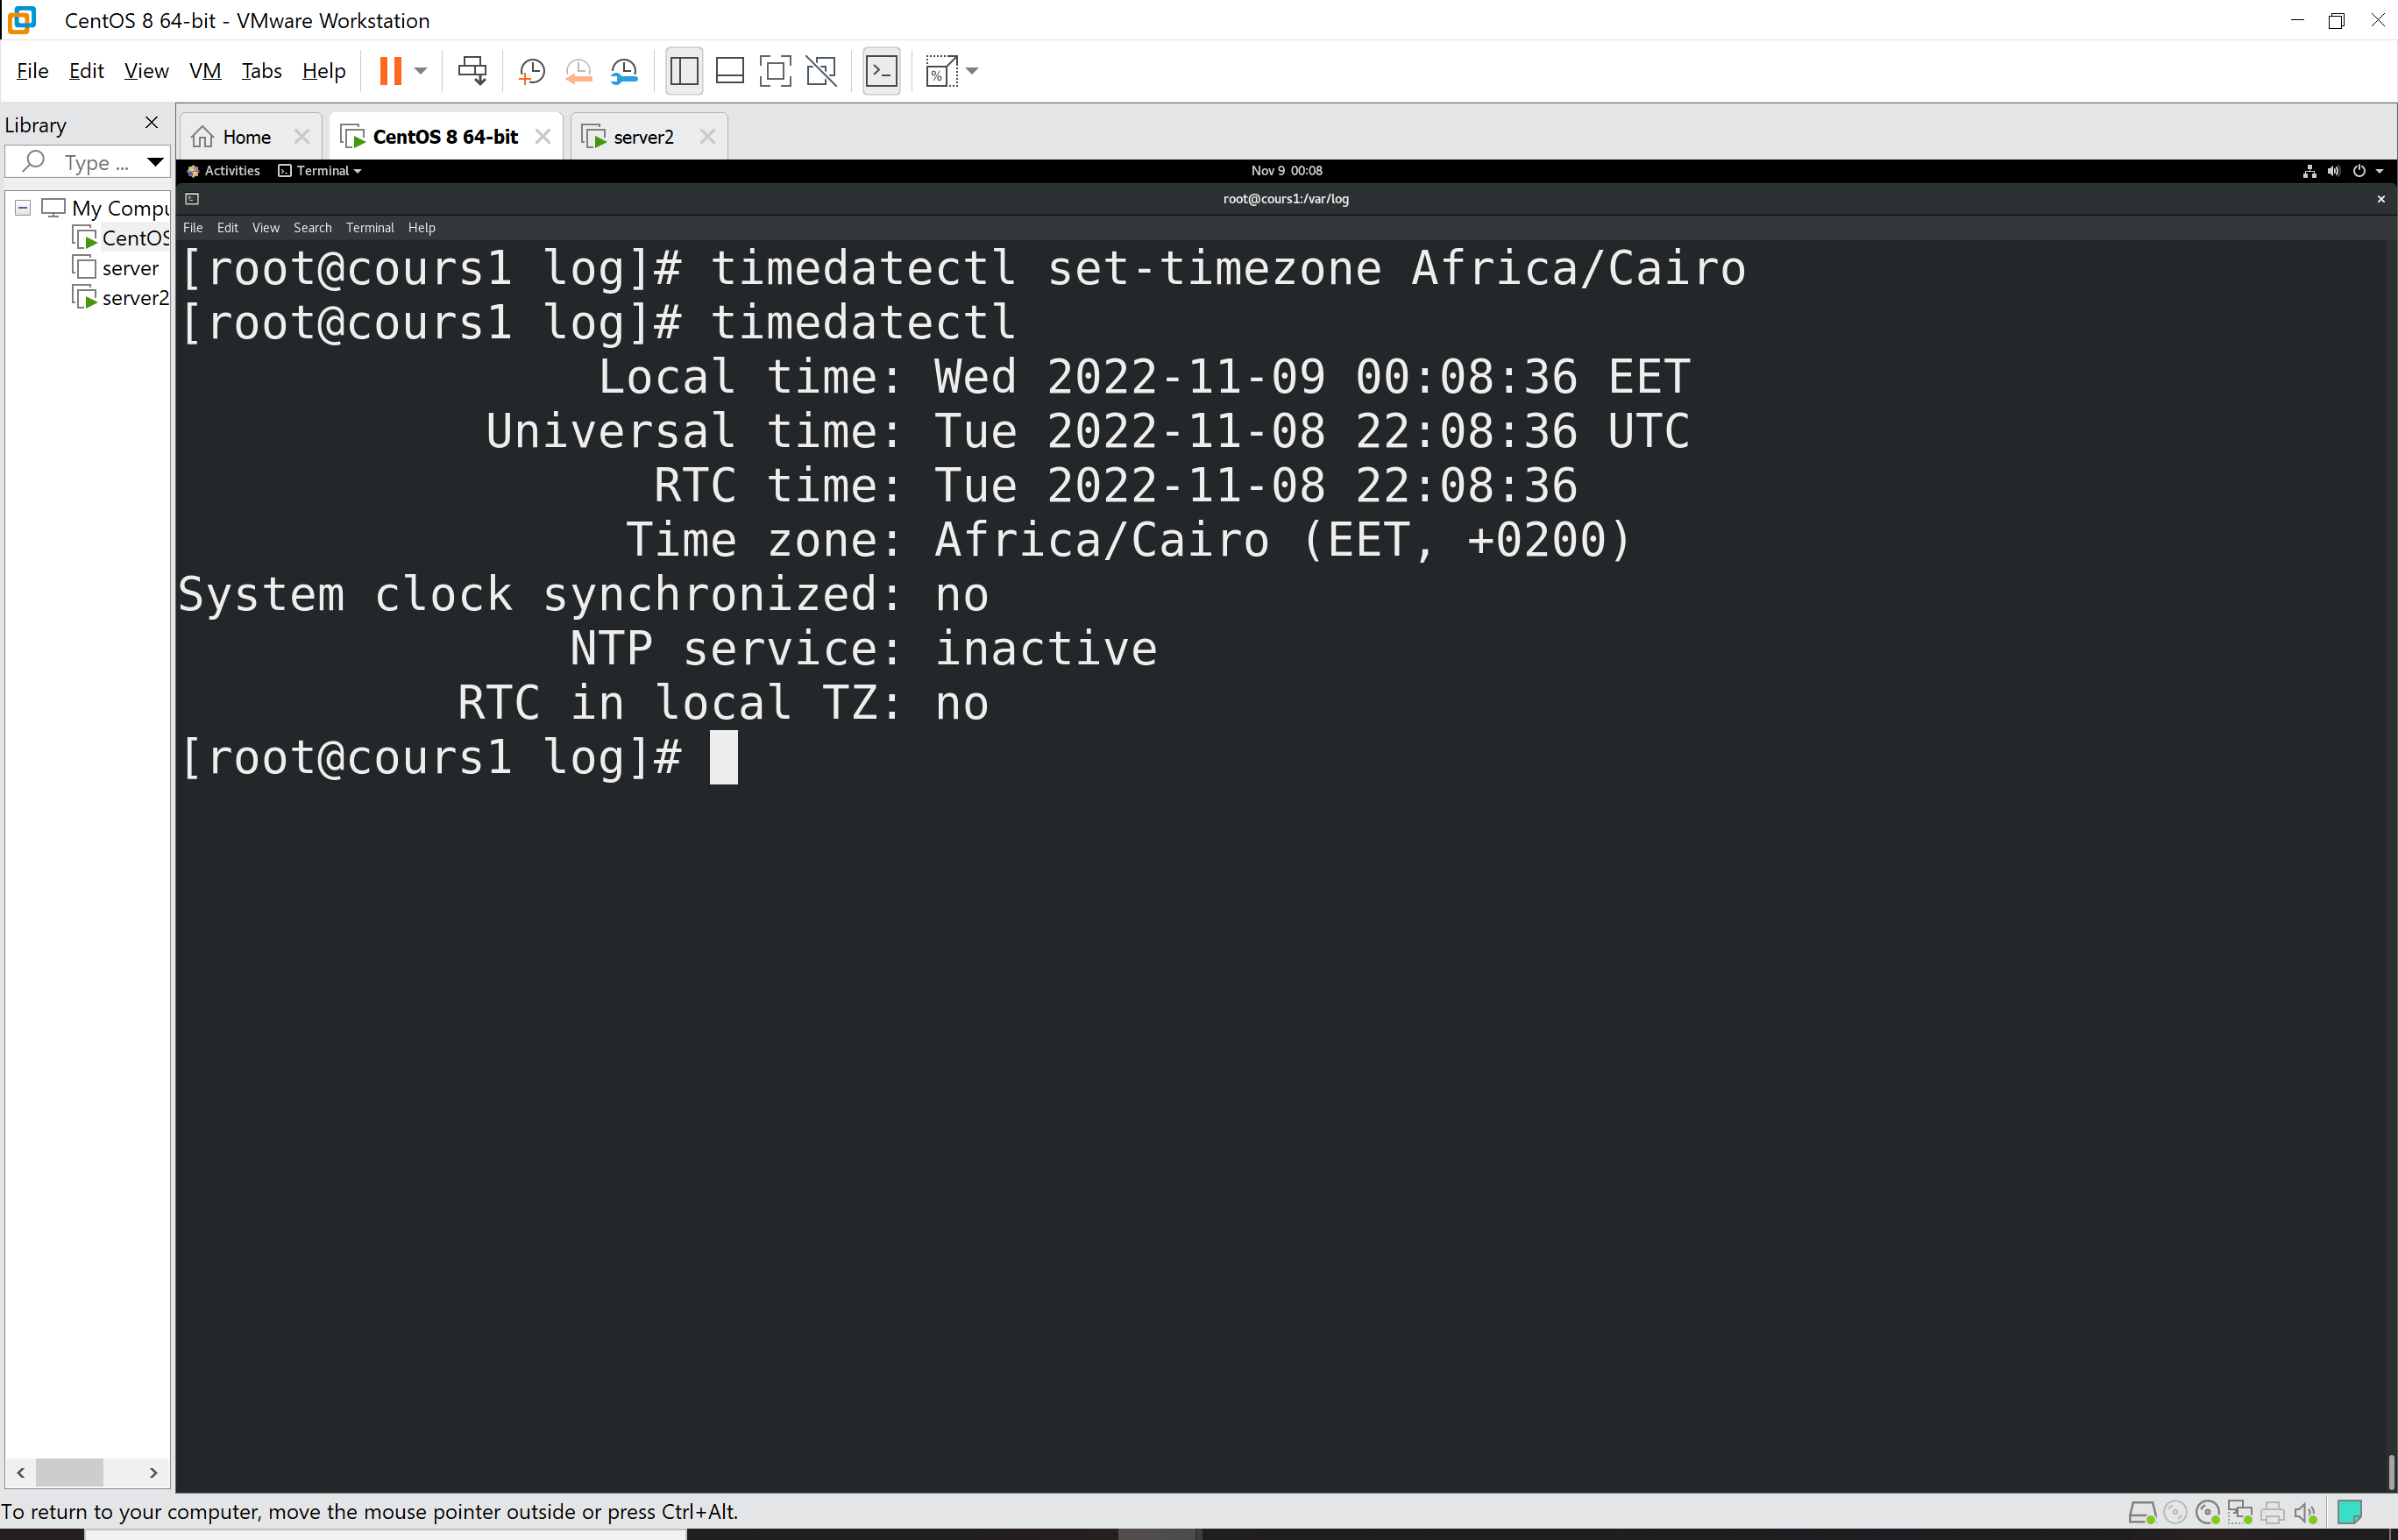 CentOS 8 64-bit - VMware Workstation
File Edit View VM Tabs Help
Library
Type ...
Home
CentOS 8 64-bit
server2
My Compu
CentOS
server
server2
Activities Terminal Nov 9 00:08
root@cours1:/var/log
File Edit View Search Terminal Help
[root@cours1 log]# timedatectl set-timezone Africa/Cairo
[root@cours1 log]# timedatectl
Local time: Wed 2022-11-09 00:08:36 EET
Universal time: Tue 2022-11-08 22:08:36 UTC
RTC time: Tue 2022-11-08 22:08:36
Time zone: Africa/Cairo (EET, +0200)
System clock synchronized: no
NTP service: inactive
RTC in local TZ: no
[root@cours1 log]#
To return to your computer, move the mouse pointer outside or press Ctrl+Alt.